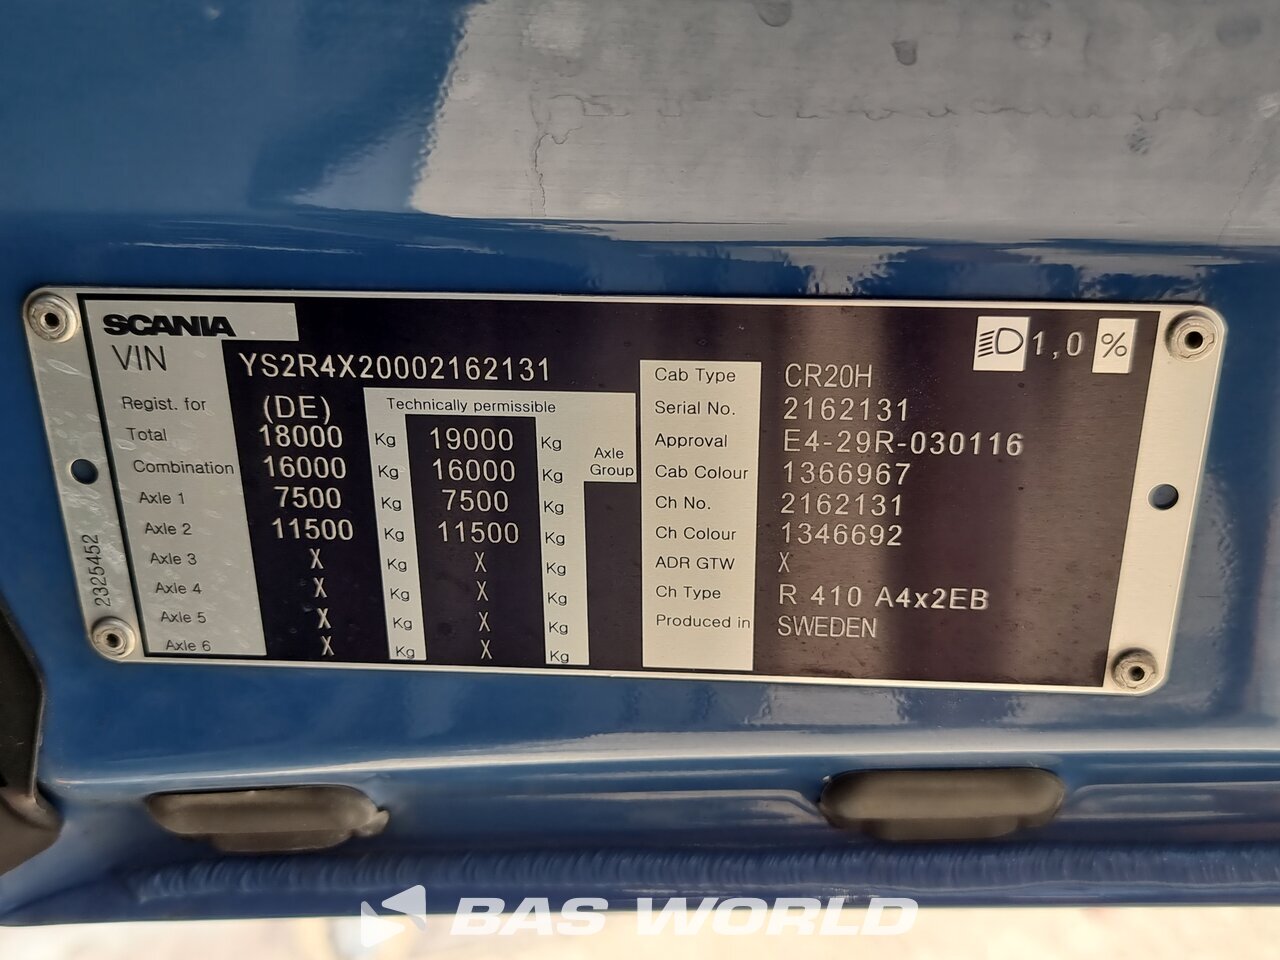 SCANIA
VIN YS2R4X20002162131
Regist. for (DE) Technically permissible
Total 18000 Kg 19000 Kg Axle Group
Combination 16000 Kg 16000 Kg
Axle 1 7500 Kg 7500 Kg
Axle 2 11500 Kg 11500 Kg
Axle 3 X Kg X Kg
Axle 4 X Kg X Kg
Axle 5 X Kg X Kg
Axle 6 X Kg X Kg
1,0 %
Cab Type CR20H
Serial No. 2162131
Approval E4-29R-030116
Cab Colour 1366967
Ch No. 2162131
Ch Colour 1346692
ADR GTW X
Ch Type R 410 A4x2EB
Produced in SWEDEN
2325452
BAS WORLD